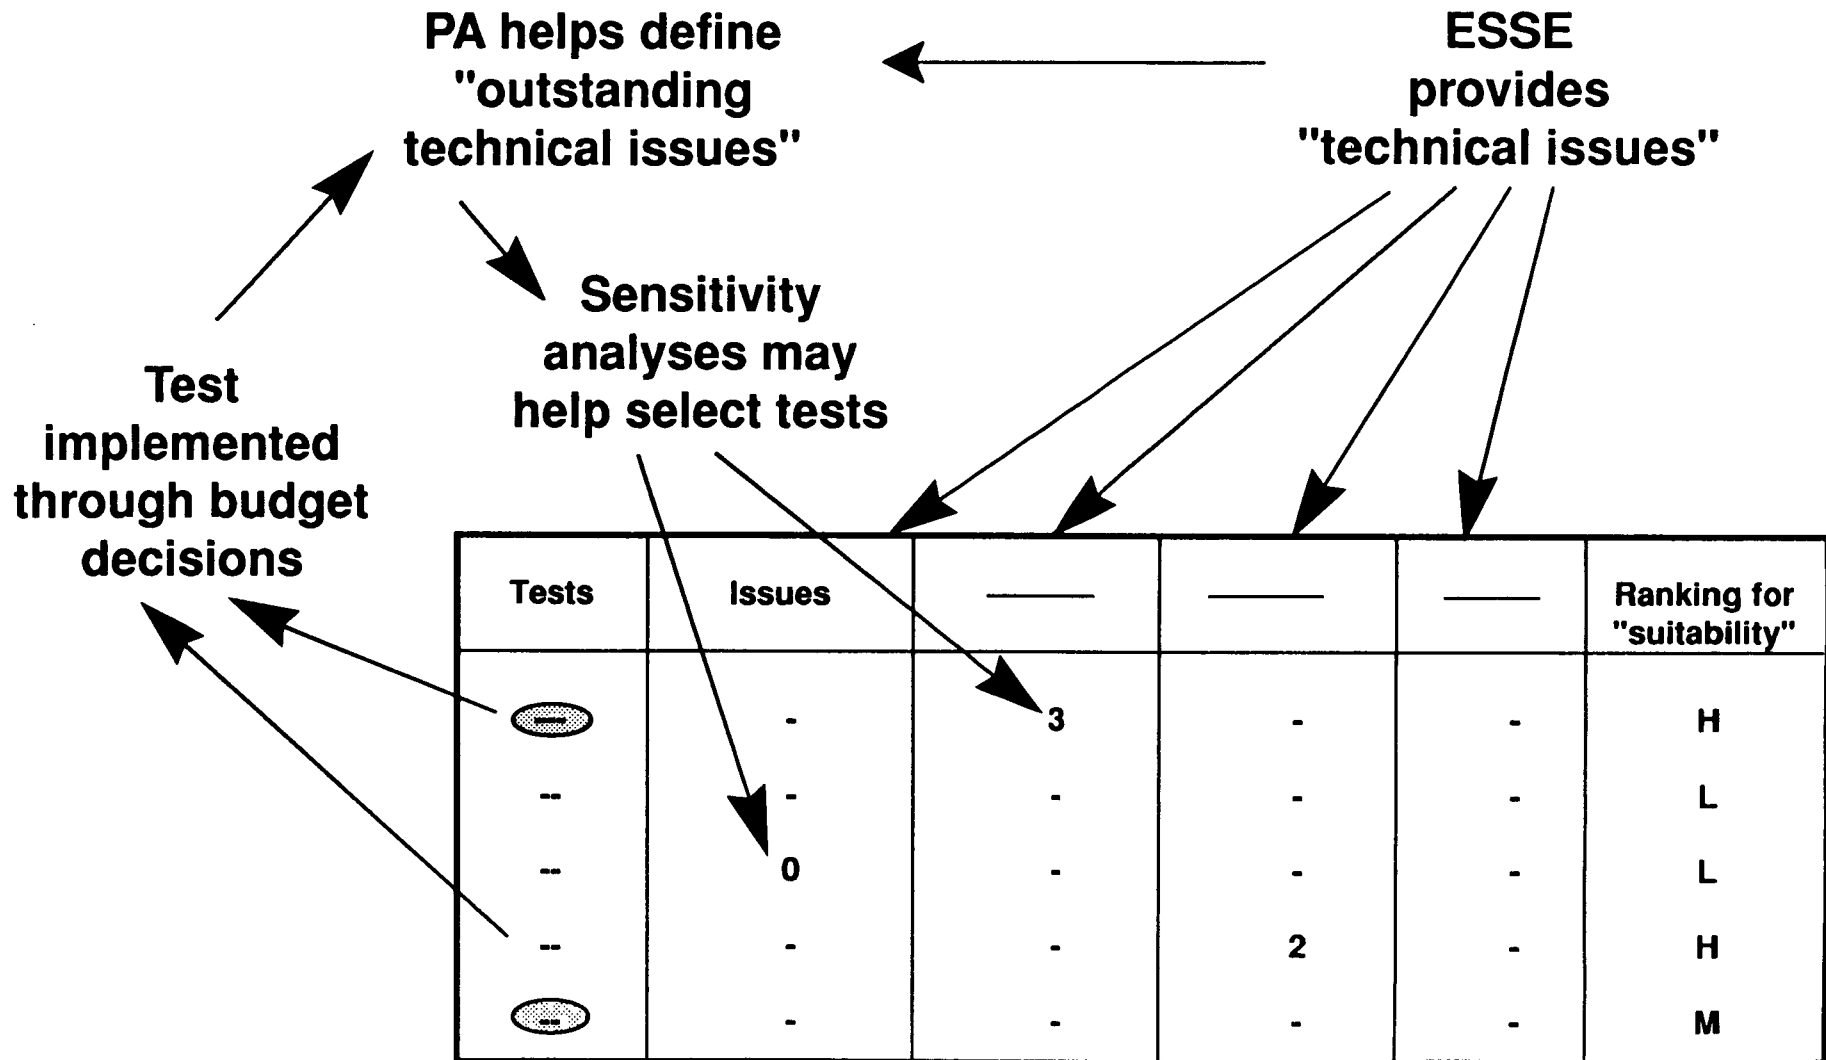 PA helps define
"outstanding
technical issues"
ESSE
provides
"technical issues"
Sensitivity
analyses may
help select tests
Test
implemented
through budget
decisions
Tests Issues Ranking for
"suitability"
--- - 3 - - H
-- - - - - L
-- 0 - - - L
-- - - 2 - H
-- - - - - M